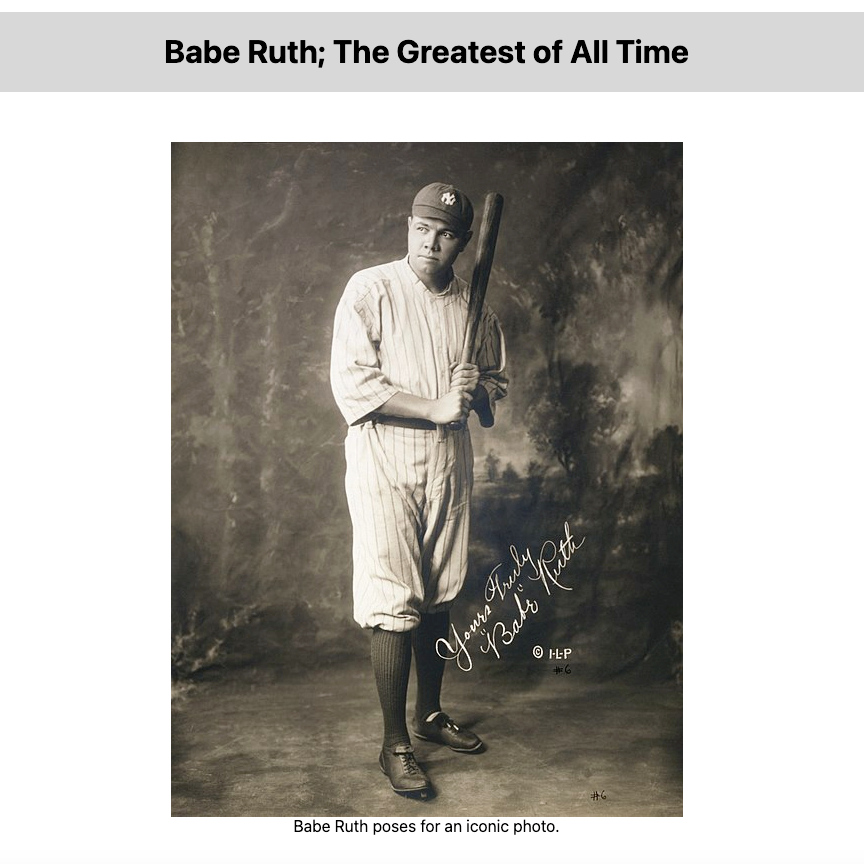 Babe Ruth; The Greatest of All Time
NY
Yours Truly
"Babe" Ruth
© I-L-P
#6
#6
Babe Ruth poses for an iconic photo.